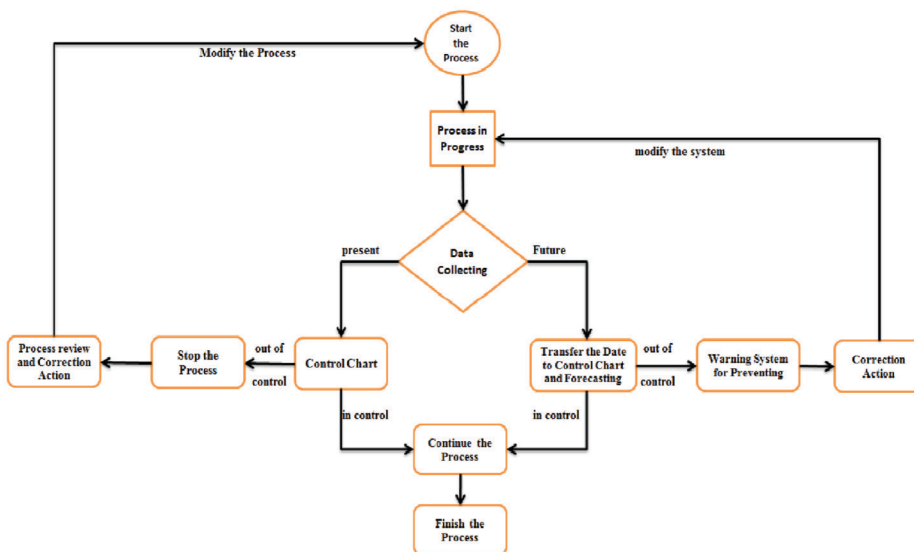 Start
the
Process
Modify the Process
Process in
Progress
modify the system
present
Data
Collecting
Future
Process review
and Correction
Action
Stop the
Process
out of
control
Control Chart
Transfer the Date
to Control Chart
and Forecasting
out of
control
Warning System
for Preventing
Correction
Action
in control
in control
Continue the
Process
Finish the
Process